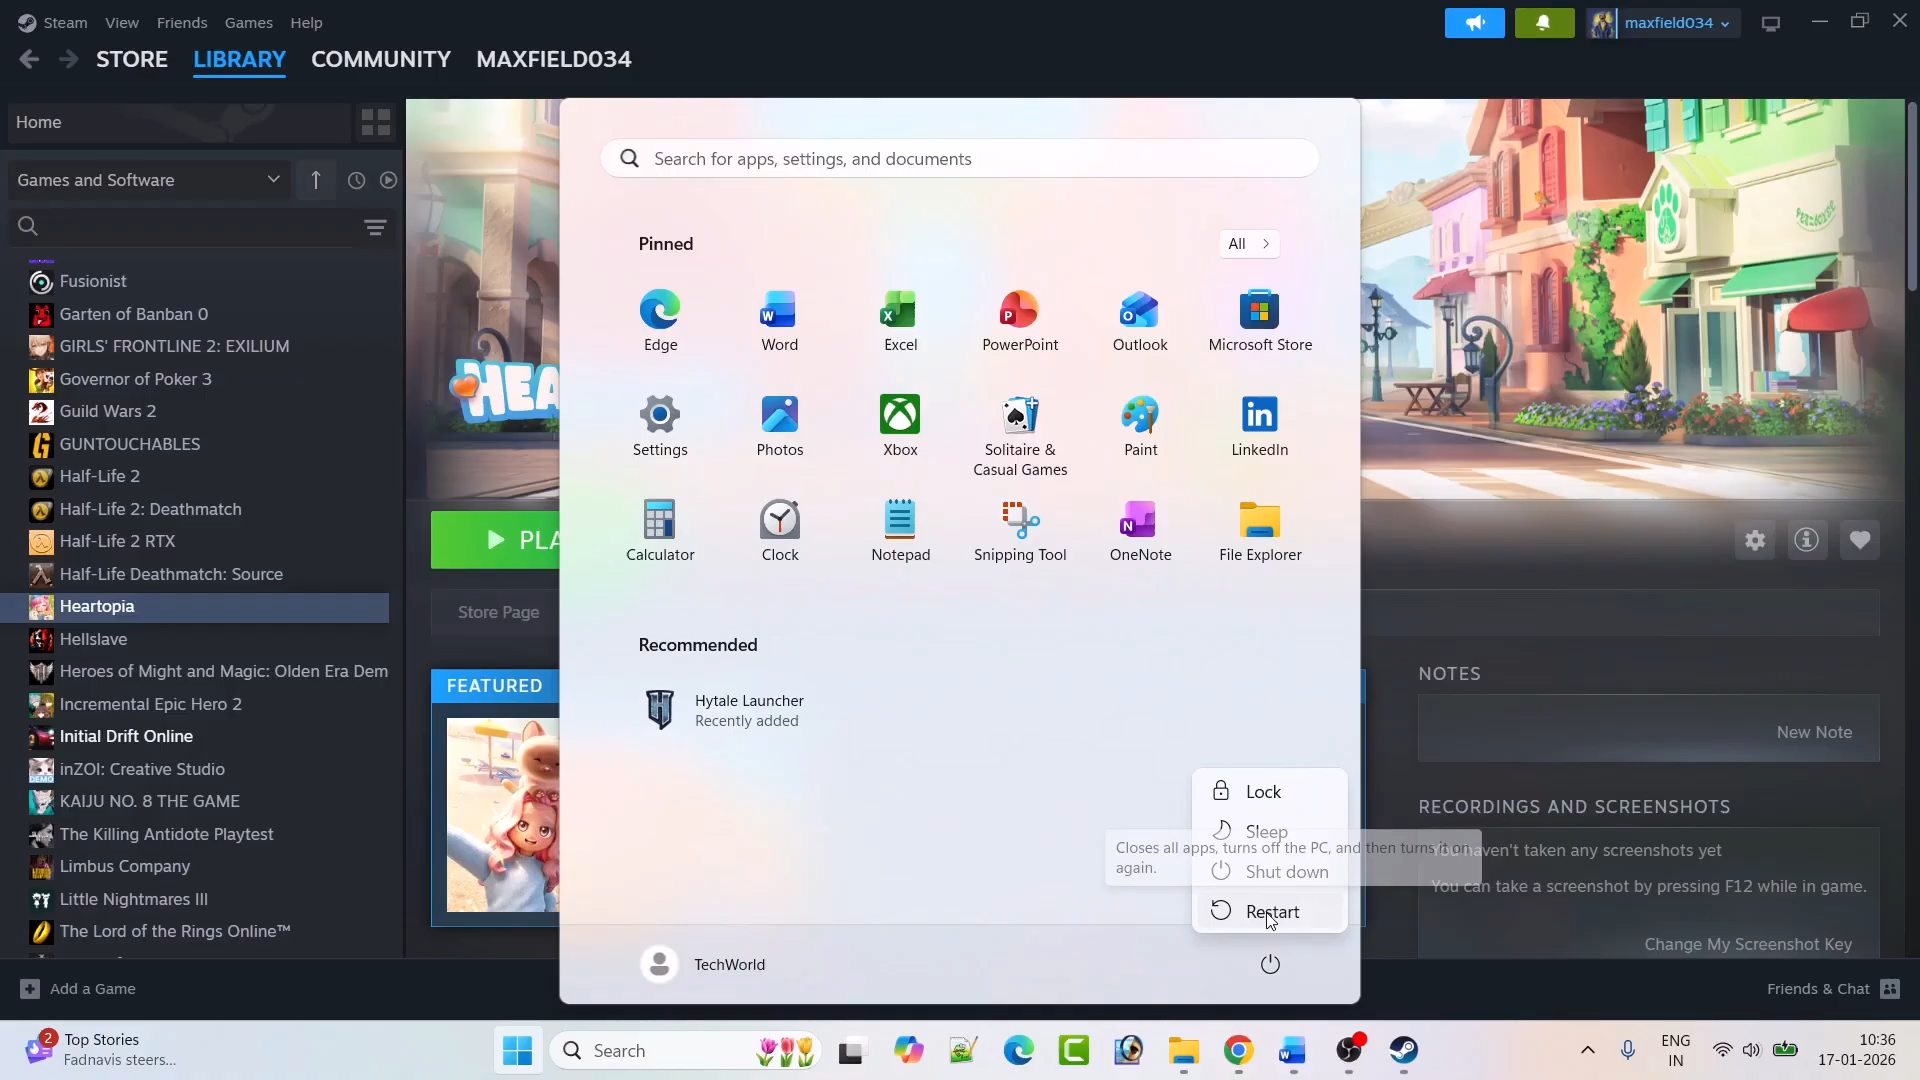 Steam View Friends Games Help
maxfield034
STORE LIBRARY COMMUNITY MAXFIELD034
Home
Games and Software
Fusionist
Garten of Banban 0
GIRLS' FRONTLINE 2: EXILIUM
Governor of Poker 3
Guild Wars 2
GUNTOUCHABLES
Half-Life 2
Half-Life 2: Deathmatch
Half-Life 2 RTX
Half-Life Deathmatch: Source
Heartopia
Hellslave
Heroes of Might and Magic: Olden Era Dem
Incremental Epic Hero 2
Initial Drift Online
inZOI: Creative Studio
KAIJU NO. 8 THE GAME
The Killing Antidote Playtest
Limbus Company
Little Nightmares III
The Lord of the Rings Online™
Add a Game
HEA
PLA
Store Page
FEATURED
Search for apps, settings, and documents
Pinned
All
Edge
Word
Excel
PowerPoint
Outlook
Microsoft Store
Settings
Photos
Xbox
Solitaire &
Casual Games
Paint
LinkedIn
Calculator
Clock
Notepad
Snipping Tool
OneNote
File Explorer
Recommended
Hytale Launcher
Recently added
Lock
Sleep
Closes all apps, turns off the PC, and then turns it on
again.
Shut down
Restart
TechWorld
NOTES
New Note
RECORDINGS AND SCREENSHOTS
You haven't taken any screenshots yet
You can take a screenshot by pressing F12 while in game.
Change My Screenshot Key
Friends & Chat
2
Top Stories
Fadnavis steers...
Search
ENG
IN
10:36
17-01-2026